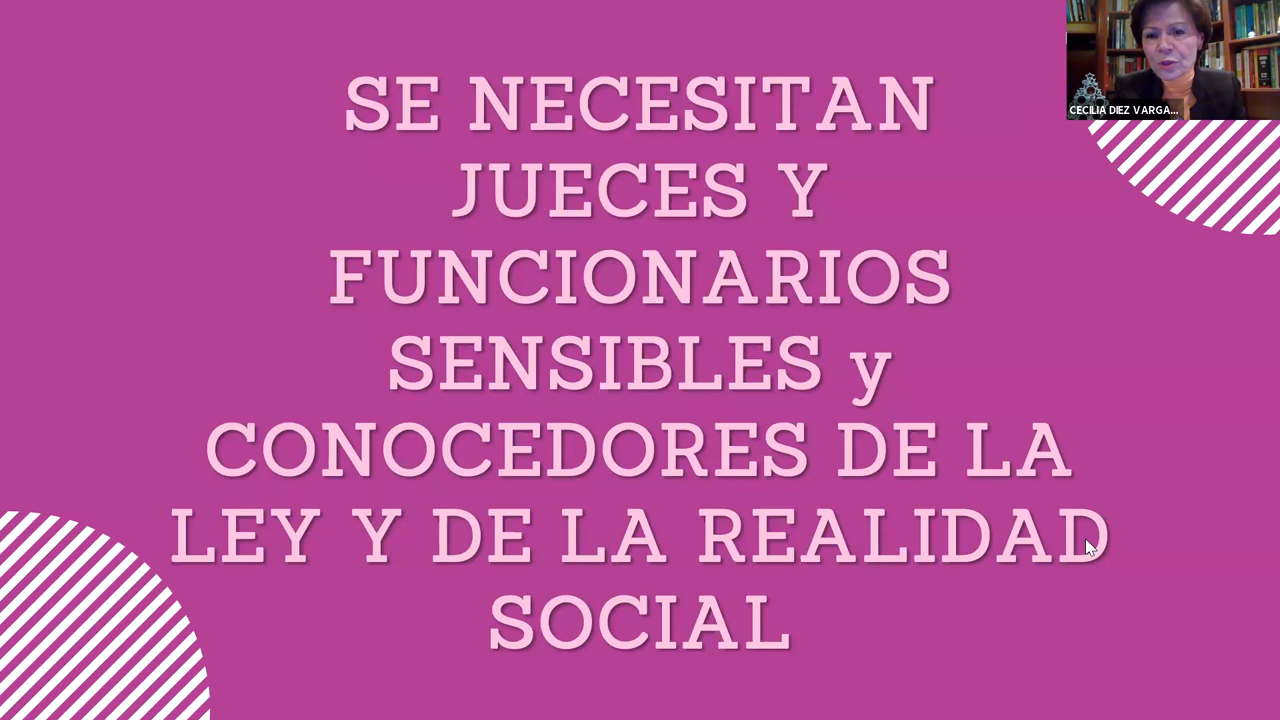 CECILIA DIEZ VARGA...
SE NECESITAN
JUECES Y
FUNCIONARIOS
SENSIBLES y
CONOCEDORES DE LA
LEY Y DE LA REALIDAD
SOCIAL